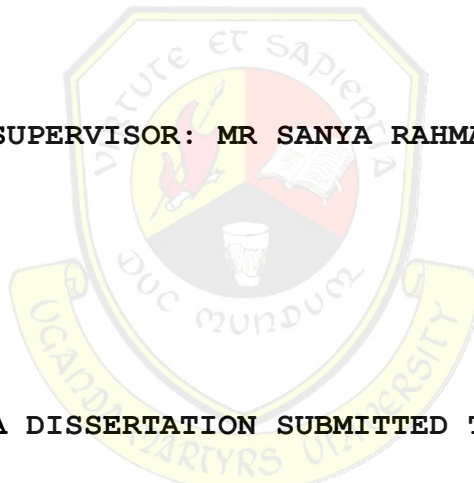 VIRTUTE ET SAPIENTIA
SUPERVISOR: MR SANYA RAHMA
DUC MUNDUM
A DISSERTATION SUBMITTED T
UGANDA MARTYRS UNIVERSITY